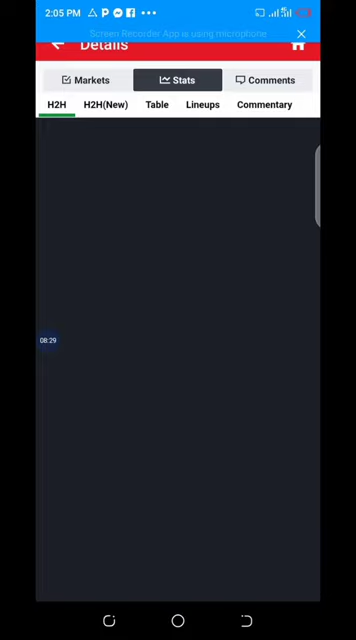 2:05 PM
Screen Recorder App is using microphone
Details
Markets Stats Comments
H2H H2H(New) Table Lineups Commentary
08:29